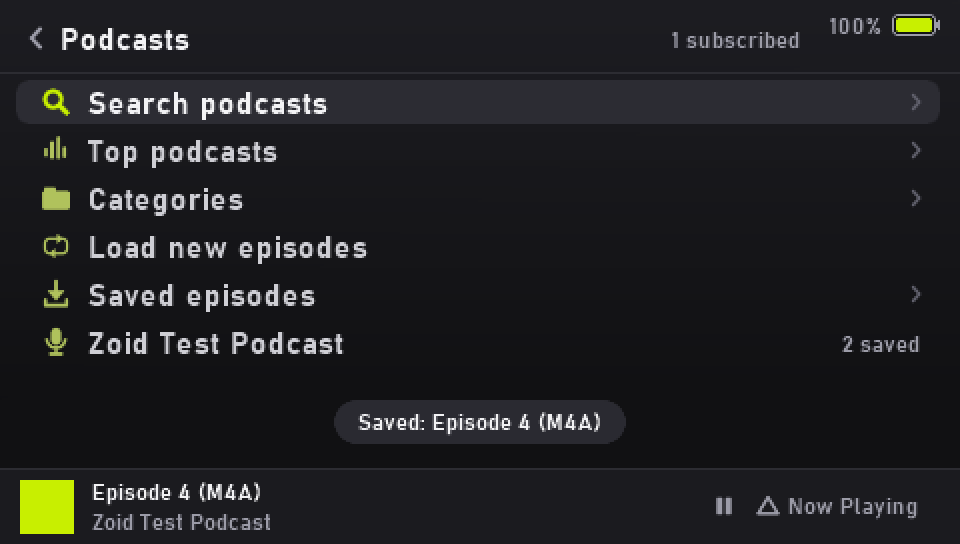 Podcasts
1 subscribed
100%
Search podcasts
Top podcasts
Categories
Load new episodes
Saved episodes
Zoid Test Podcast
2 saved
Saved: Episode 4 (M4A)
Episode 4 (M4A)
Zoid Test Podcast
Now Playing